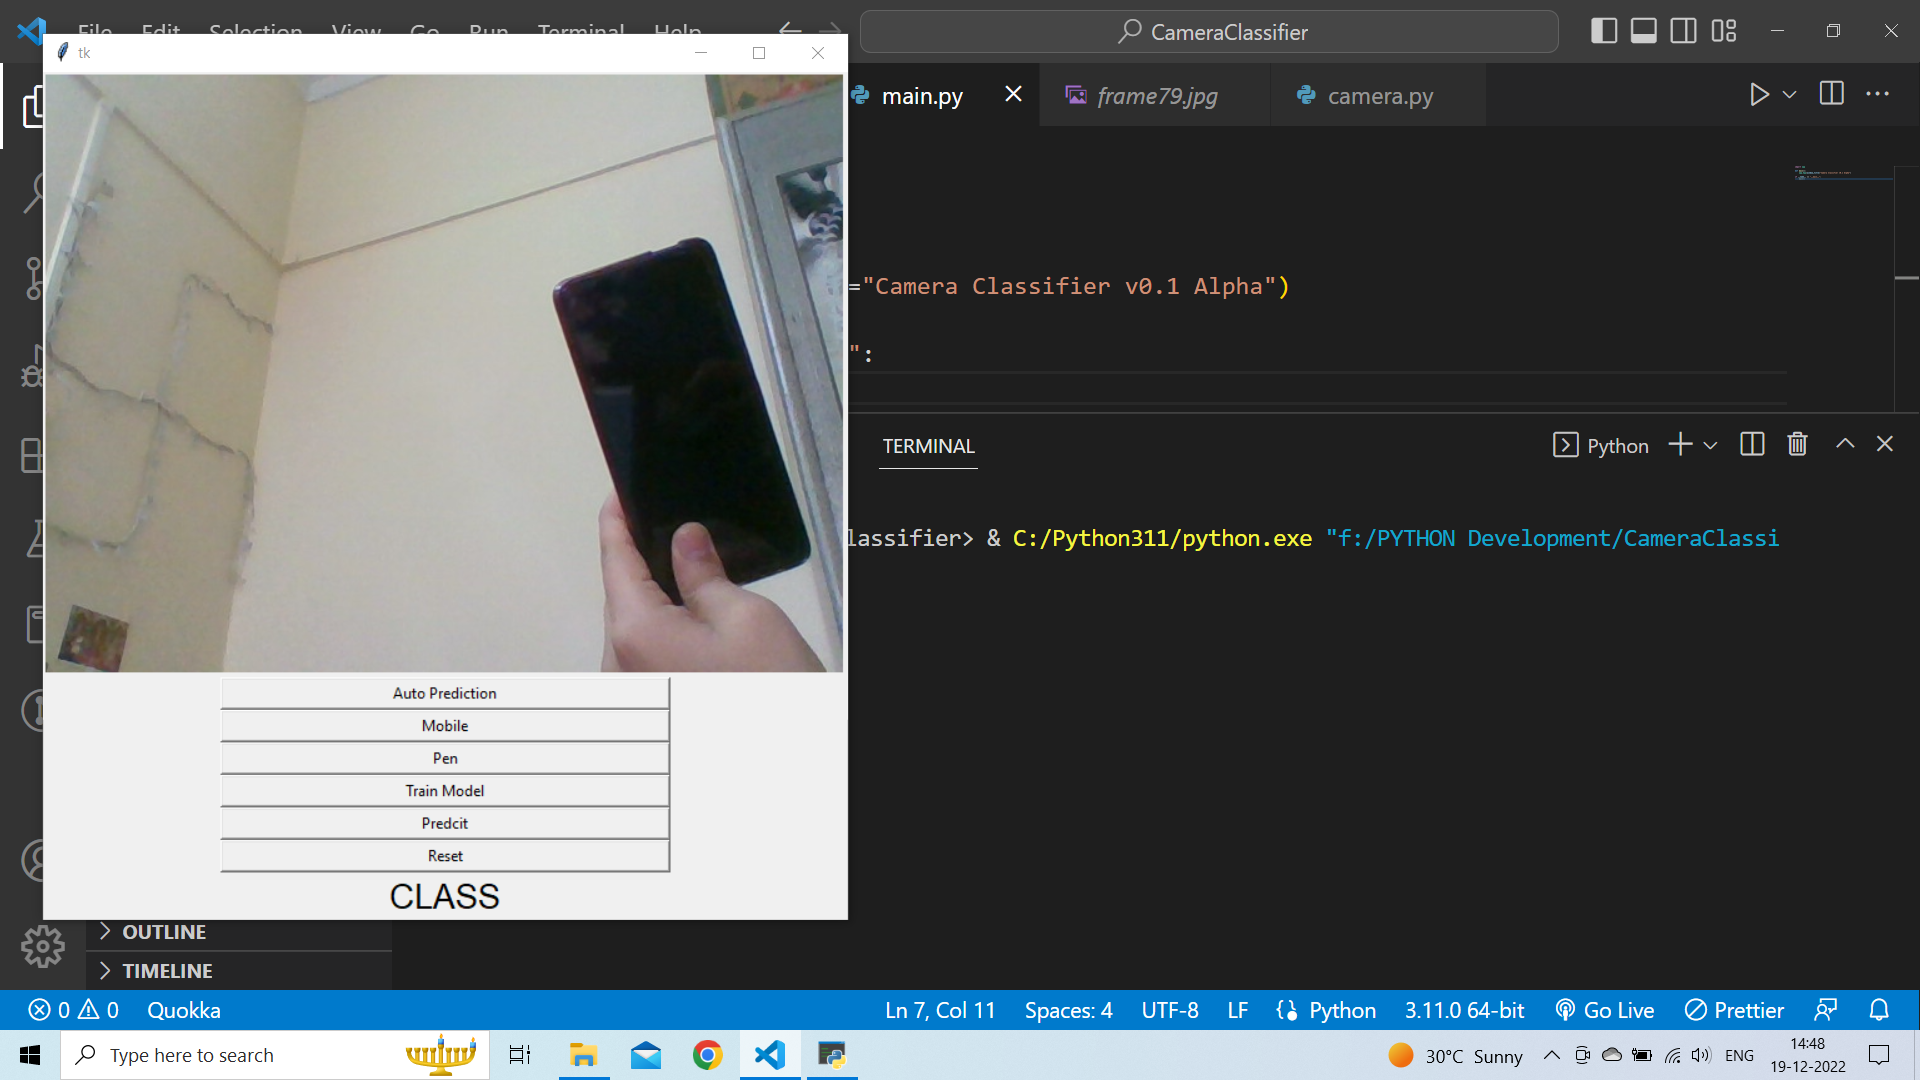 File Edit Selection View Go Run Terminal Help
CameraClassifier
tk
main.py
frame79.jpg
camera.py
="Camera Classifier v0.1 Alpha")
":
TERMINAL
Python
lassifier> & C:/Python311/python.exe "f:/PYTHON Development/CameraClassi
Auto Prediction
Mobile
Pen
Train Model
Predcit
Reset
CLASS
OUTLINE
TIMELINE
0 0 Quokka
Ln 7, Col 11 Spaces: 4 UTF-8 LF Python 3.11.0 64-bit Go Live Prettier
Type here to search
30°C Sunny
ENG
14:48
19-12-2022